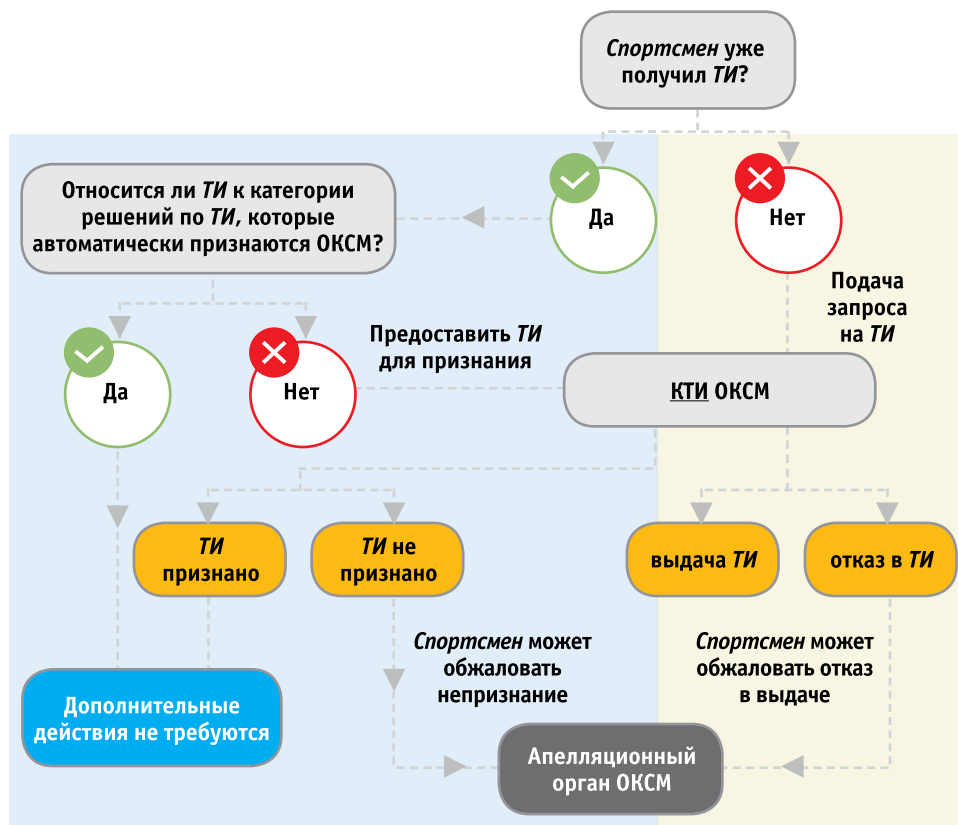 Спортсмен уже
получил ТИ?
Относится ли ТИ к категории
решений по ТИ, которые
автоматически признаются ОКСМ?
Да
Нет
Подача
запроса
на ТИ
Да
Нет
Предоставить ТИ
для признания
КТИ ОКСМ
ТИ
признано
ТИ не
признано
выдача ТИ
отказ в ТИ
Спортсмен может
обжаловать
непризнание
Спортсмен может
обжаловать отказ
в выдаче
Дополнительные
действия не требуются
Апелляционный
орган ОКСМ